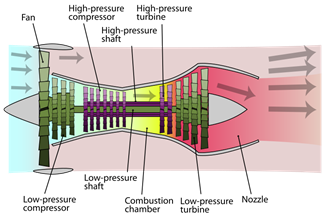 Fan
High-pressure
compressor
High-pressure
shaft
High-pressure
turbine
Low-pressure
compressor
Low-pressure
shaft
Combustion
chamber
Low-pressure
turbine
Nozzle